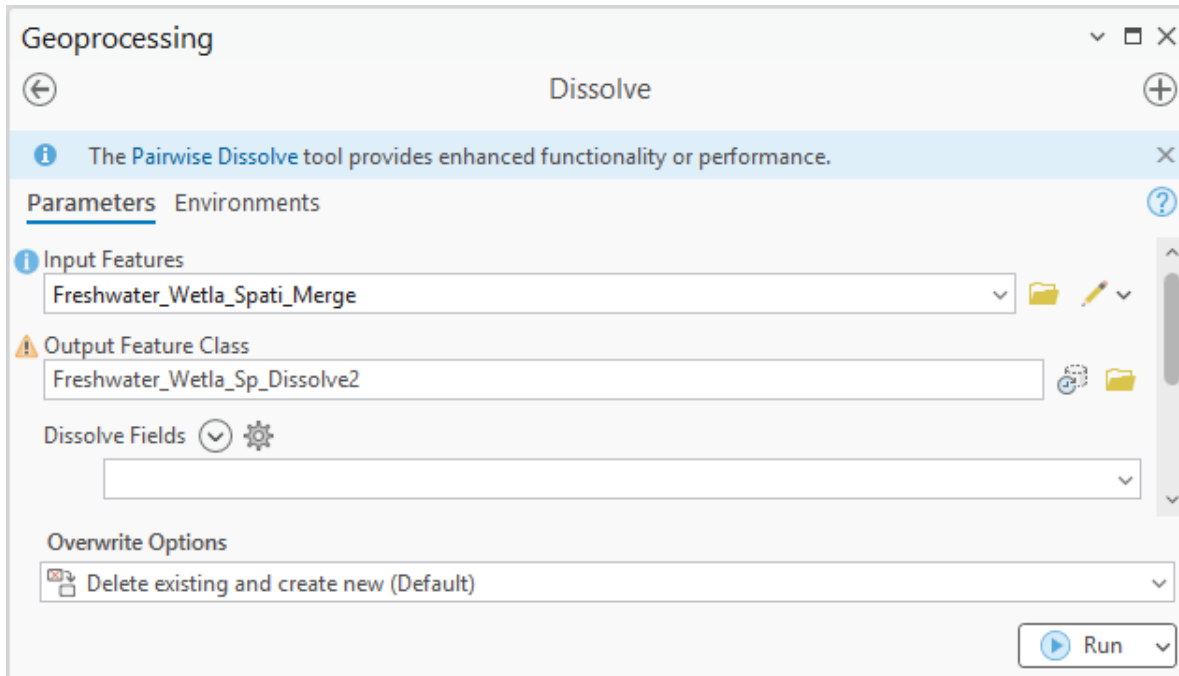 Geoprocessing
Dissolve
The Pairwise Dissolve tool provides enhanced functionality or performance.
Parameters Environments
Input Features
Freshwater_Wetla_Spati_Merge
Output Feature Class
Freshwater_Wetla_Sp_Dissolve2
Dissolve Fields
Overwrite Options
Delete existing and create new (Default)
Run